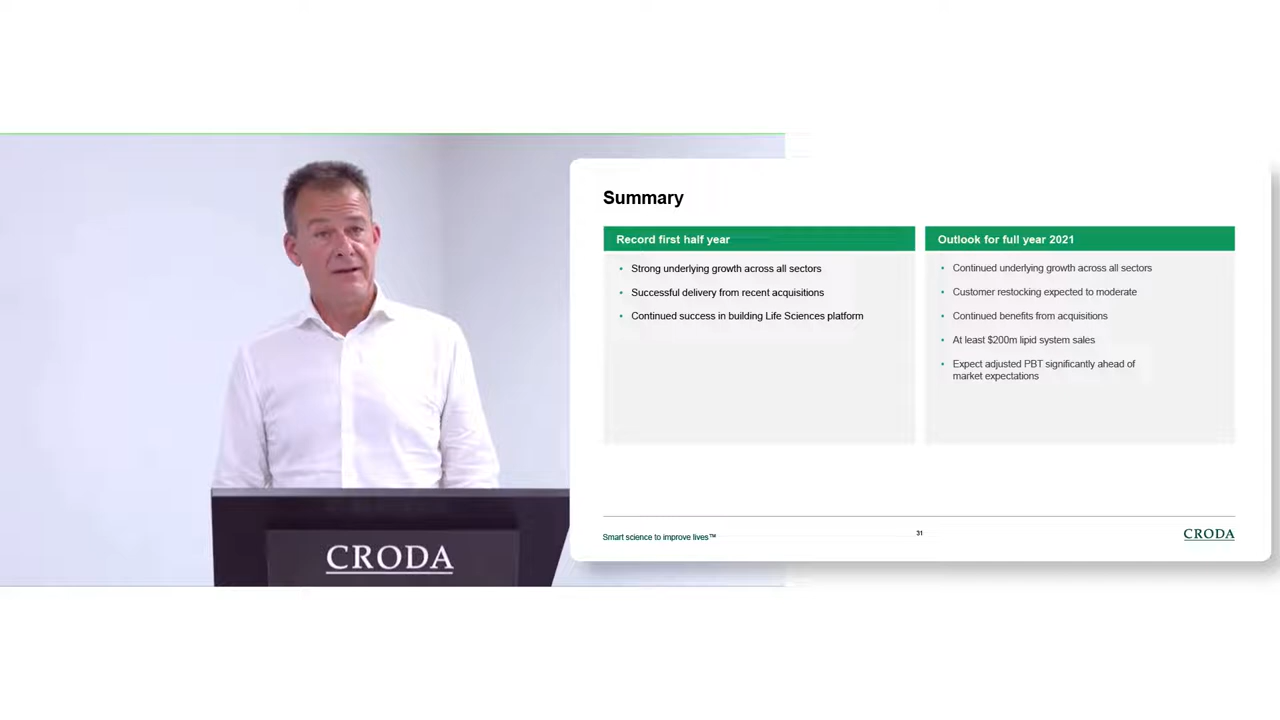 Summary
Record first half year
• Strong underlying growth across all sectors
• Successful delivery from recent acquisitions
• Continued success in building Life Sciences platform
Outlook for full year 2021
• Continued underlying growth across all sectors
• Customer restocking expected to moderate
• Continued benefits from acquisitions
• At least $200m lipid system sales
• Expect adjusted PBT significantly ahead of
market expectations
Smart science to improve lives™
31
CRODA
CRODA